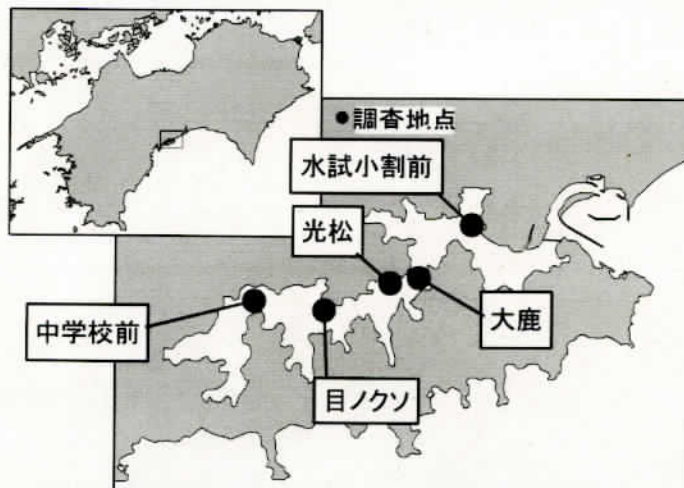 ●調査地点
水試小割前
光松
大鹿
中学校前
目ノクソ